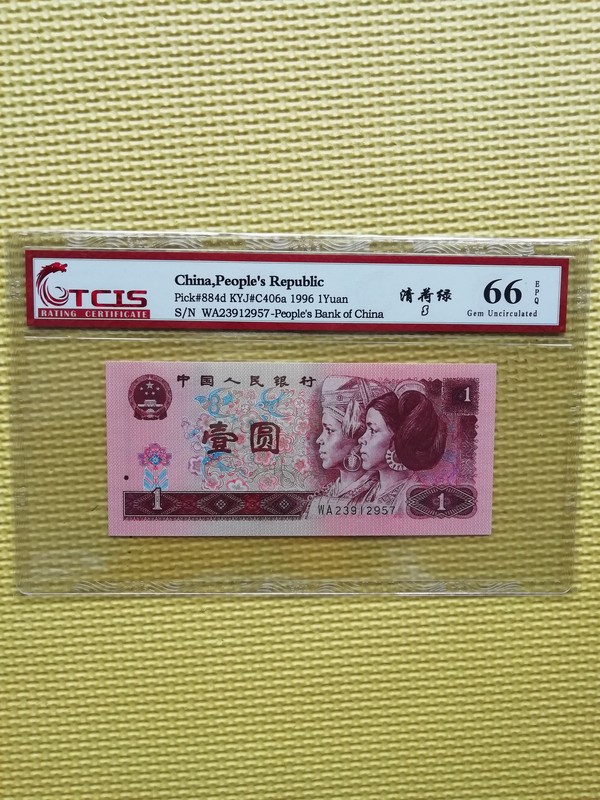 TCIS
RATING CERTIFICATE
China,People's Republic
Pick#884d KYJ#C406a 1996 1Yuan
S/N WA23912957-People's Bank of China
清荷绿
66
EPQ
Gem Uncirculated
中国人民银行
1
壹圆
WA23912957
1
1